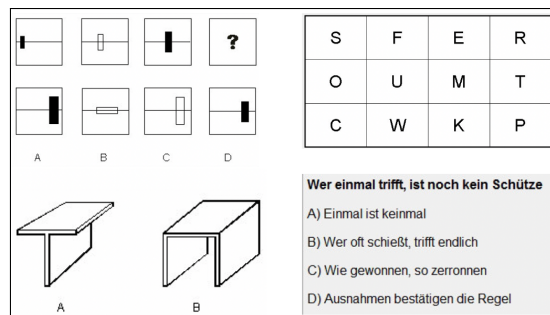 ?
A B C D
A B
S F E R
O U M T
C W K P
Wer einmal trifft, ist noch kein Schütze
A) Einmal ist keinmal
B) Wer oft schießt, trifft endlich
C) Wie gewonnen, so zerronnen
D) Ausnahmen bestätigen die Regel